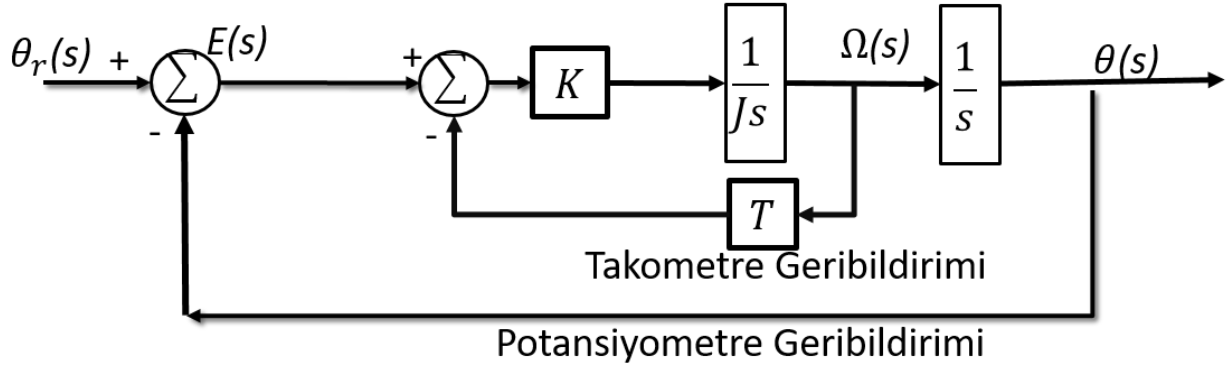 θr(s) + Σ E(s) + Σ K 1/Js Ω(s) 1/s θ(s)
- -
T
Takometre Geribildirimi
Potansiyometre Geribildirimi